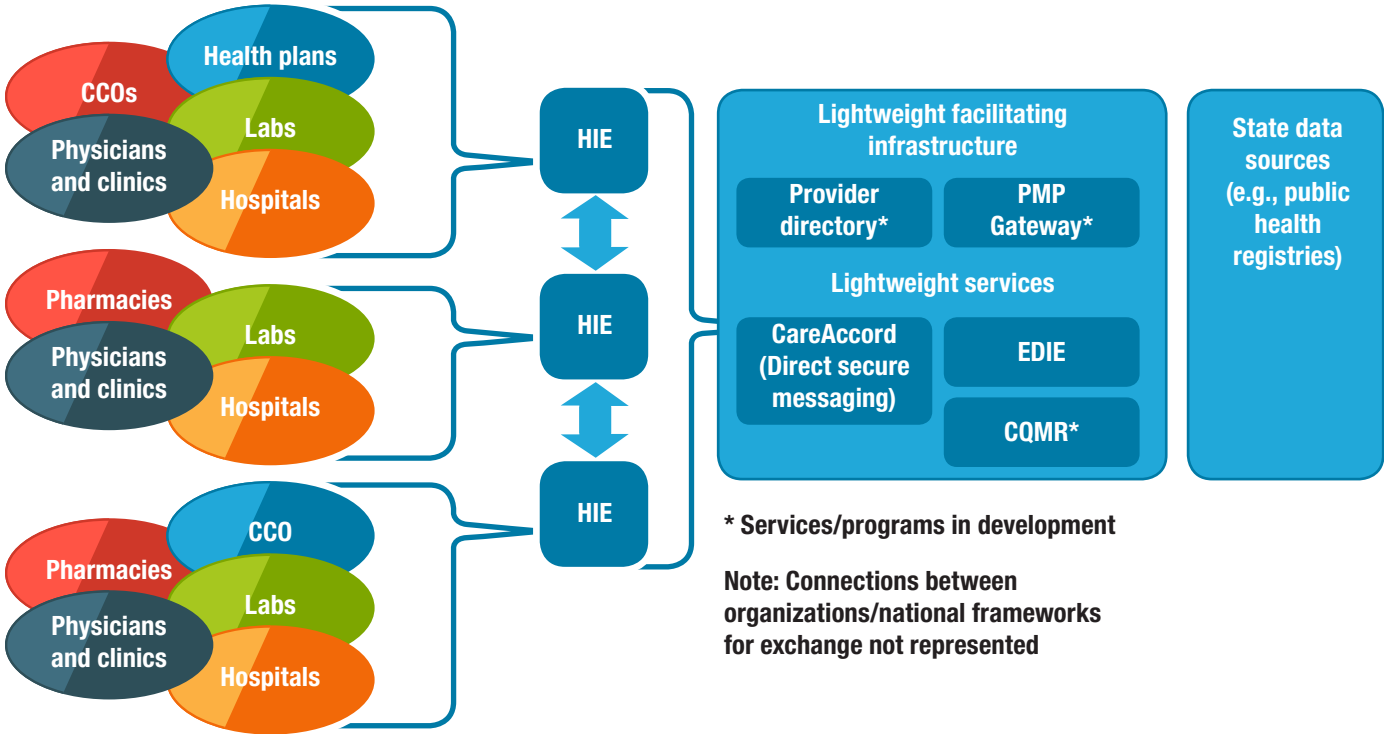 Health plans
CCOs
Labs
Physicians
and clinics
Hospitals
HIE
Pharmacies
Labs
Physicians
and clinics
Hospitals
HIE
CCO
Pharmacies
Labs
Physicians
and clinics
Hospitals
HIE
Lightweight facilitating
infrastructure
Provider
directory*
PMP
Gateway*
Lightweight services
CareAccord
(Direct secure
messaging)
EDIE
CQMR*
State data
sources
(e.g., public
health
registries)
* Services/programs in development
Note: Connections between
organizations/national frameworks
for exchange not represented